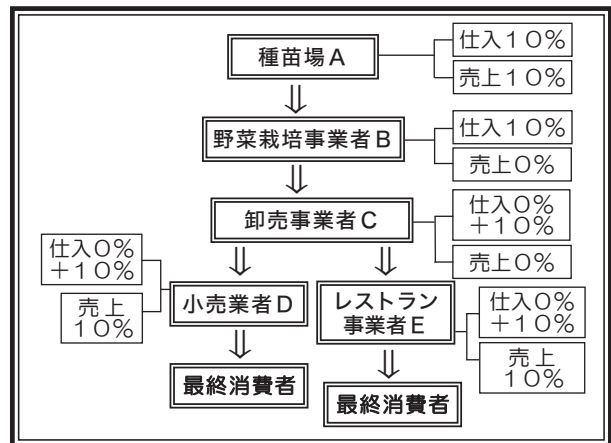 種苗場A
仕入10%
売上10%
野菜栽培事業者B
仕入10%
売上0%
卸売事業者C
仕入0%
+10%
売上0%
仕入0%
+10%
売上
10%
小売業者D
レストラン
事業者E
仕入0%
+10%
売上
10%
最終消費者
最終消費者